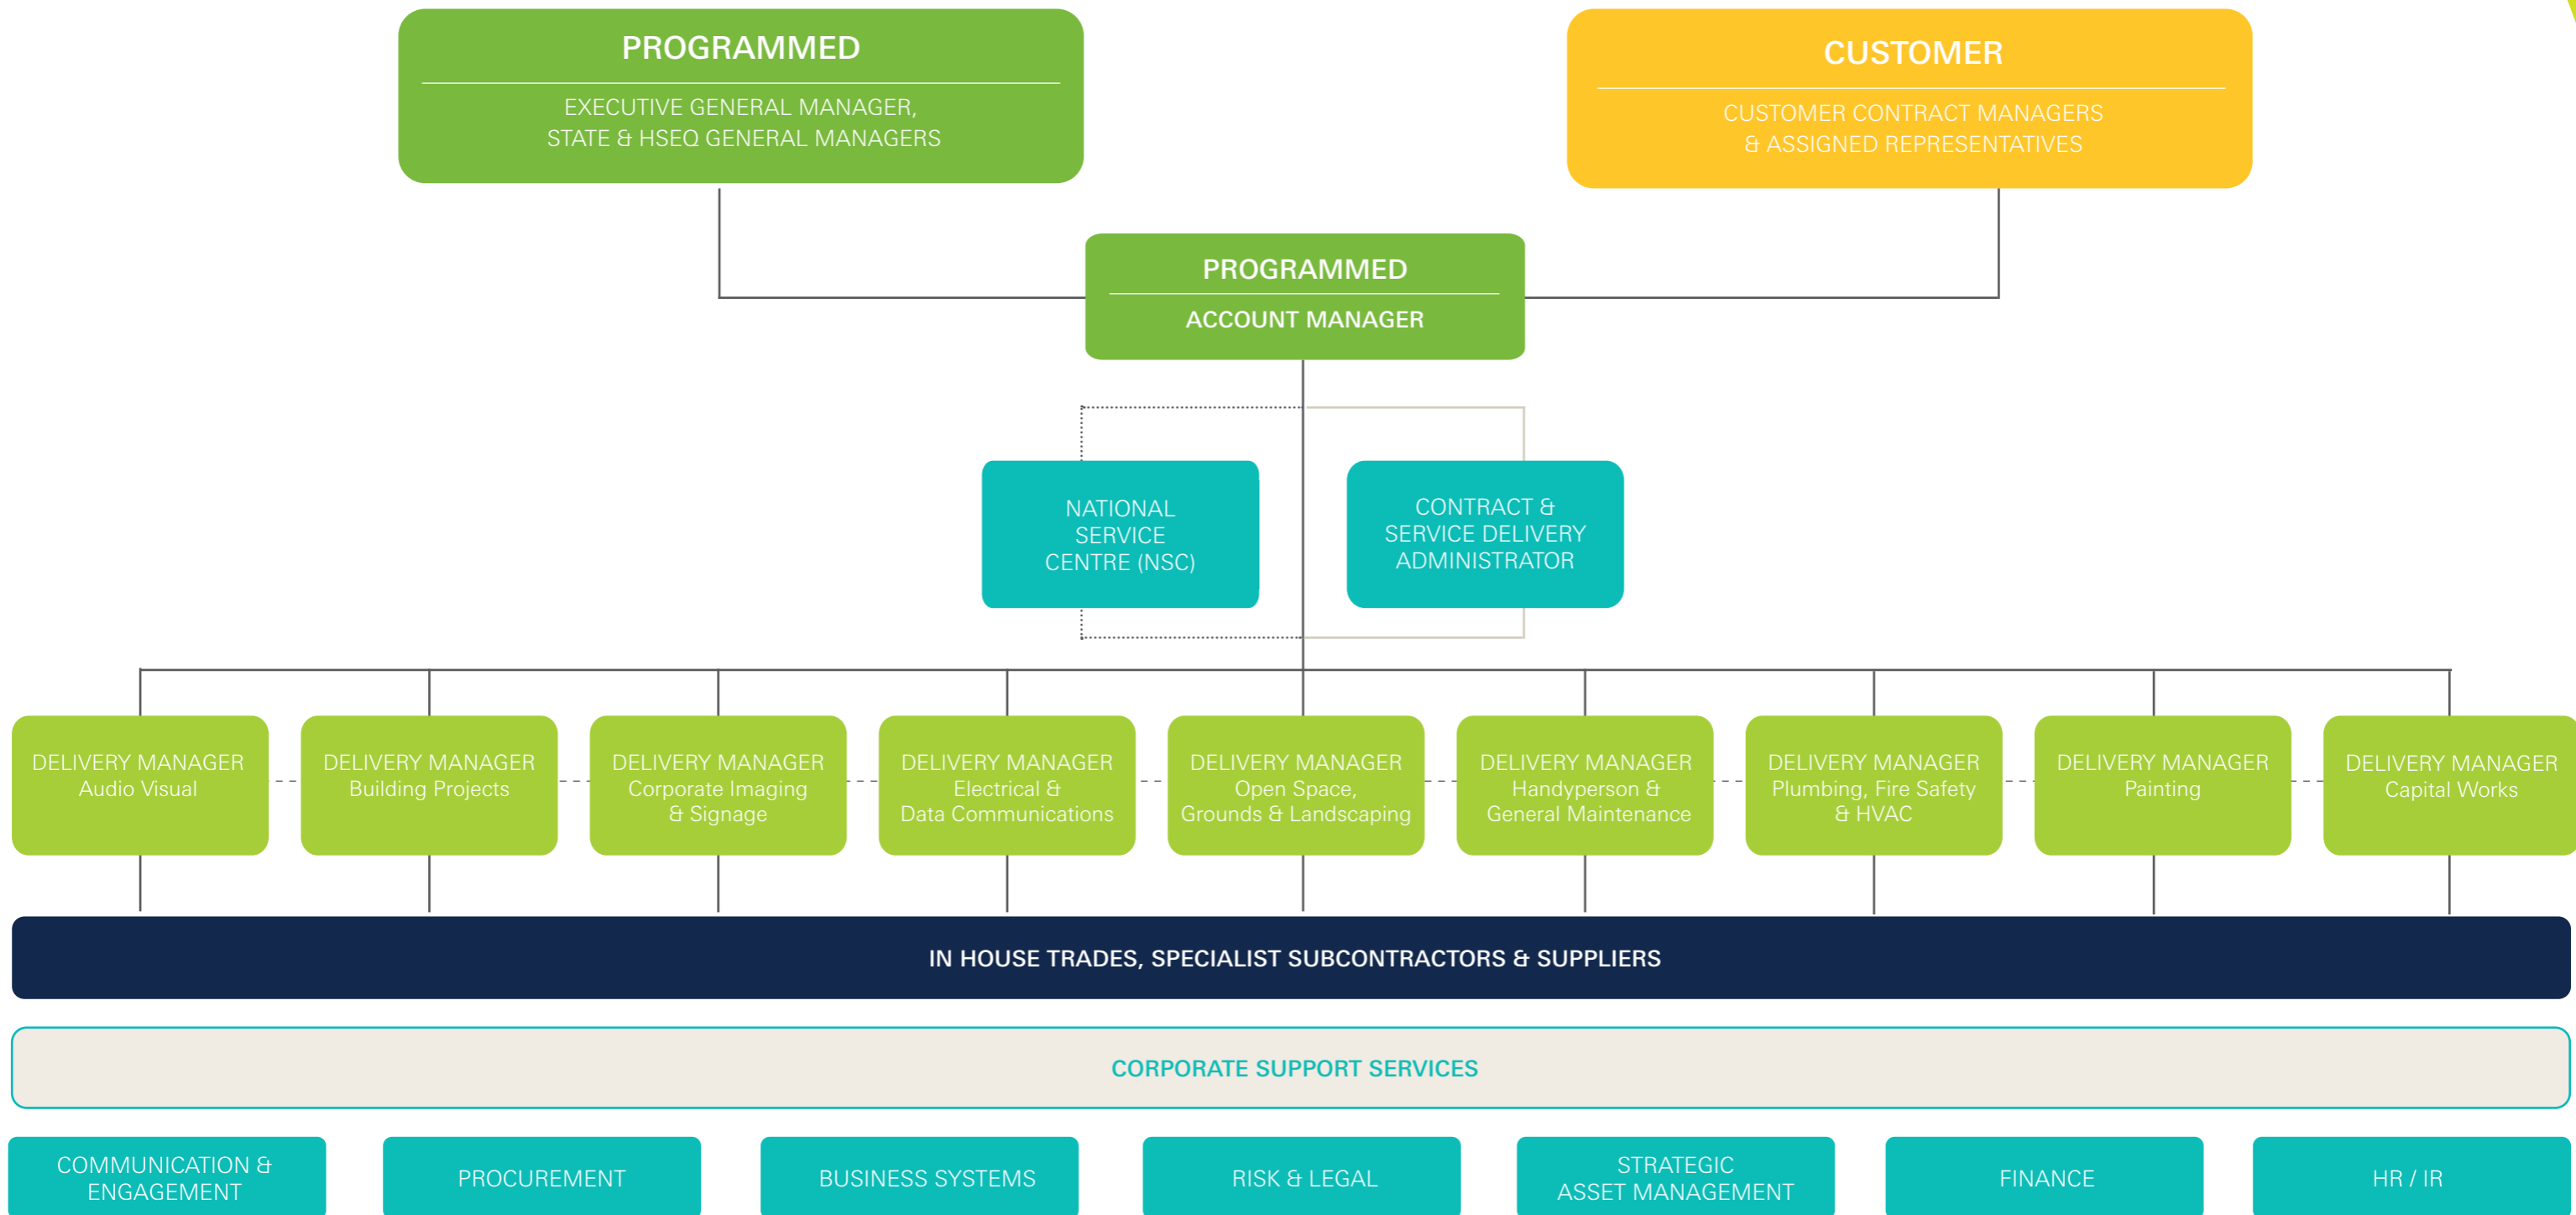 PROGRAMMED
EXECUTIVE GENERAL MANAGER,
STATE & HSEQ GENERAL MANAGERS
CUSTOMER
CUSTOMER CONTRACT MANAGERS
& ASSIGNED REPRESENTATIVES
PROGRAMMED
ACCOUNT MANAGER
NATIONAL
SERVICE
CENTRE (NSC)
CONTRACT &
SERVICE DELIVERY
ADMINISTRATOR
DELIVERY MANAGER
Audio Visual
DELIVERY MANAGER
Building Projects
DELIVERY MANAGER
Corporate Imaging
& Signage
DELIVERY MANAGER
Electrical &
Data Communications
DELIVERY MANAGER
Open Space,
Grounds & Landscaping
DELIVERY MANAGER
Handyperson &
General Maintenance
DELIVERY MANAGER
Plumbing, Fire Safety
& HVAC
DELIVERY MANAGER
Painting
DELIVERY MANAGER
Capital Works
IN HOUSE TRADES, SPECIALIST SUBCONTRACTORS & SUPPLIERS
CORPORATE SUPPORT SERVICES
COMMUNICATION &
ENGAGEMENT
PROCUREMENT
BUSINESS SYSTEMS
RISK & LEGAL
STRATEGIC
ASSET MANAGEMENT
FINANCE
HR / IR